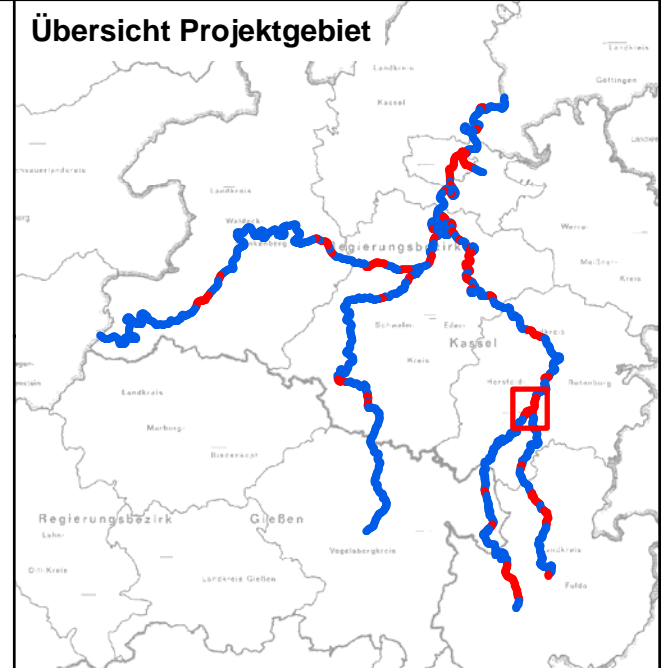 Übersicht Projektgebiet
Landkreis
Göttingen
Landkreis
Kassel
Landkreis
Waldeck-
Regierungsbezirk
Werra-
Meißner-
Kreis
Schwalm-
Eder-
Kassel
Kreis
Hersfeld
Rotenburg
Landkreis
Marburg-
Biedenkopf
Regierungsbezirk
Gießen
Lahn-
Dill-Kreis
Vogelsbergkreis
Landkreis Gießen
Landkreis
Fulda